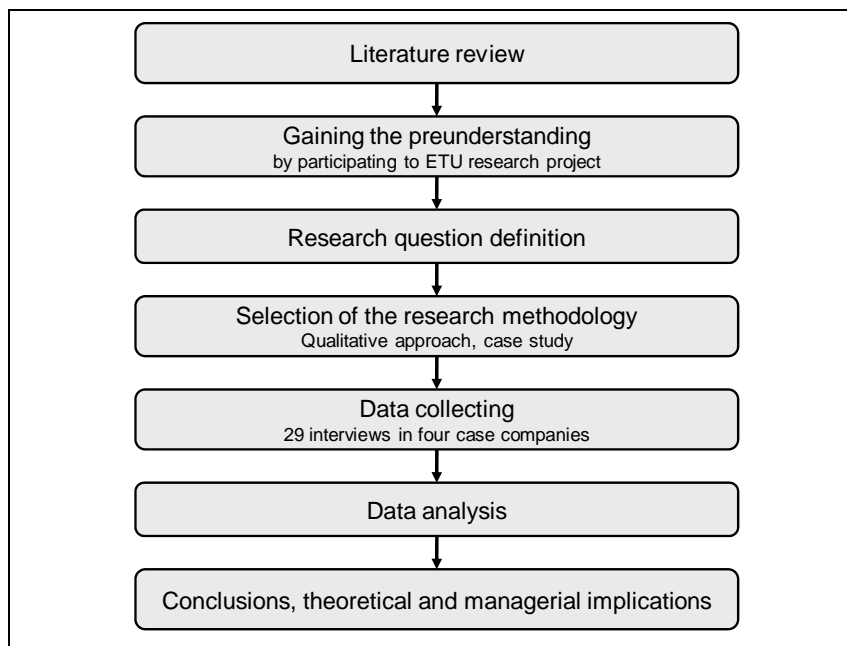 Literature review
Gaining the preunderstanding
by participating to ETU research project
Research question definition
Selection of the research methodology
Qualitative approach, case study
Data collecting
29 interviews in four case companies
Data analysis
Conclusions, theoretical and managerial implications